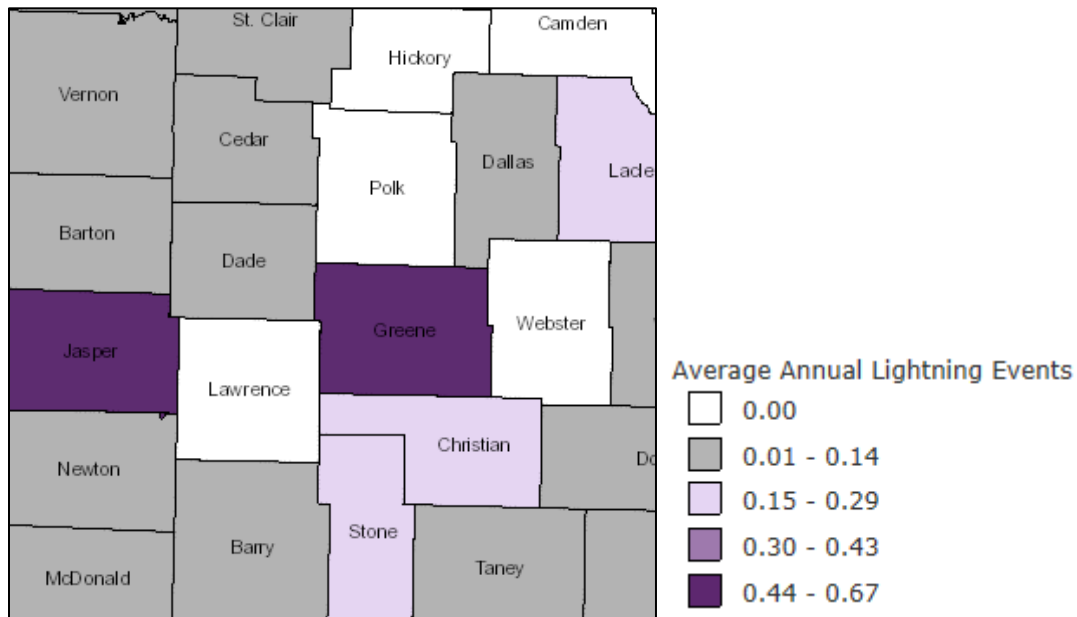 St. Clair
Camden
Hickory
Vernon
Cedar
Dallas
Lacle
Polk
Barton
Dade
Greene
Webster
Jasper
Lawrence
Christian
Newton
Do
Stone
Barry
Taney
McDonald
Average Annual Lightning Events
0.00
0.01 - 0.14
0.15 - 0.29
0.30 - 0.43
0.44 - 0.67